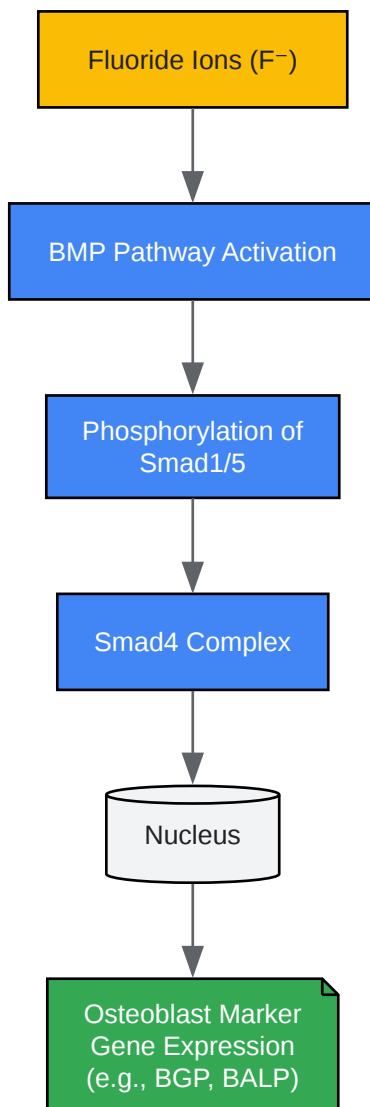 Fluoride Ions (F⁻)
BMP Pathway Activation
Phosphorylation of
Smad1/5
Smad4 Complex
Nucleus
Osteoblast Marker
Gene Expression
(e.g., BGP, BALP)